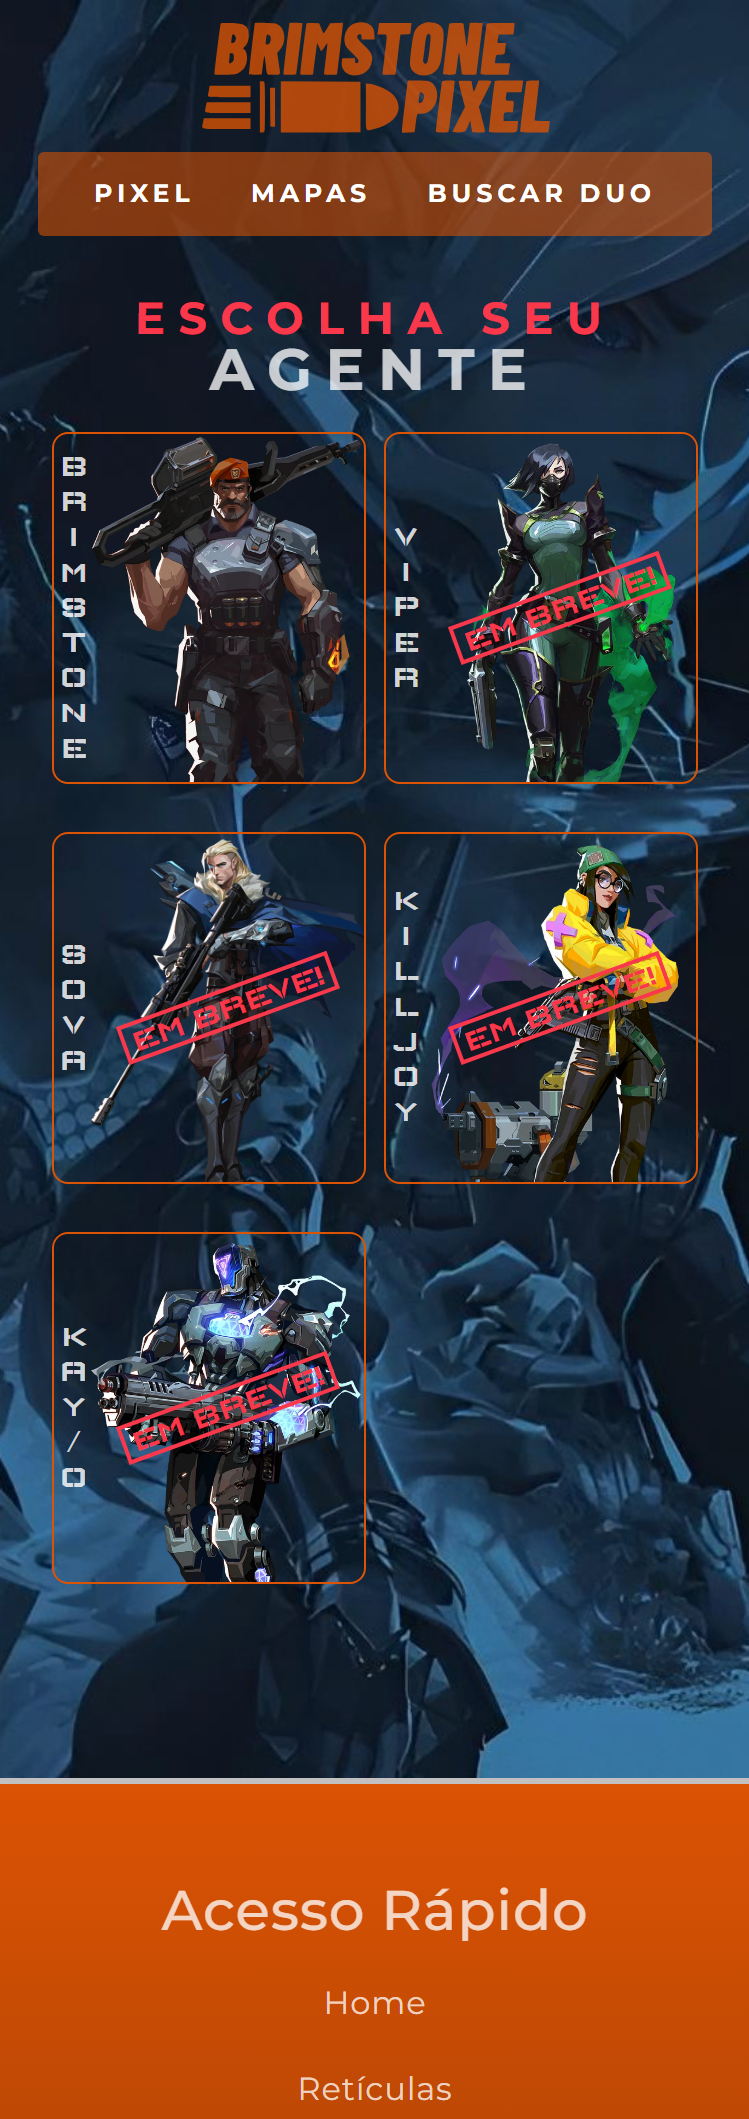 BRIMSTONE
PIXEL
PIXEL MAPAS BUSCAR DUO
ESCOLHA SEU
AGENTE
BRIMSTONE
VIPER
EM BREVE!
SOVA
EM BREVE!
KILLJOY
EM BREVE!
KAY/O
EM BREVE!
Acesso Rápido
Home
Retículas